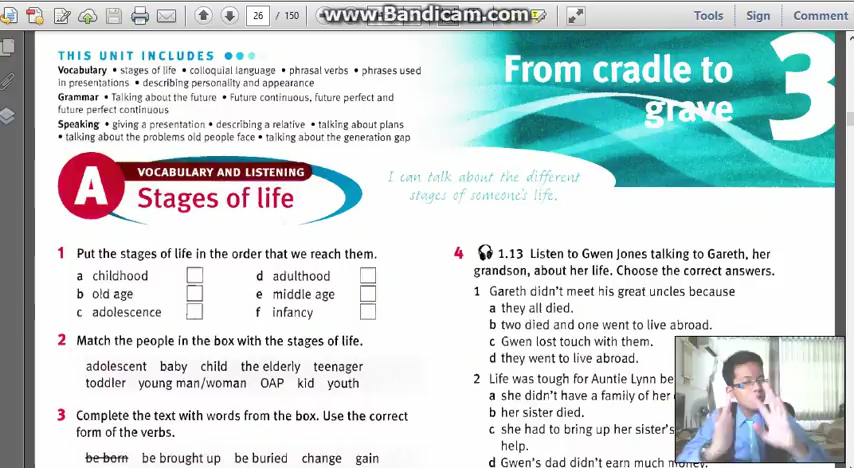 26 / 150
www.Bandicam.com
Tools
Sign
Comment
THIS UNIT INCLUDES
Vocabulary • stages of life • colloquial language • phrasal verbs • phrases used
in presentations • describing personality and appearance
Grammar • Talking about the future • Future continuous, future perfect and
future perfect continuous
Speaking • giving a presentation • describing a relative • talking about plans
• talking about the problems old people face • talking about the generation gap
From cradle to
grave
3
A
VOCABULARY AND LISTENING
Stages of life
I can talk about the different
stages of someone's life.
1 Put the stages of life in the order that we reach them.
a childhood
d adulthood
b old age
e middle age
c adolescence
f infancy
2 Match the people in the box with the stages of life.
adolescent baby child the elderly teenager
toddler young man/woman OAP kid youth
3 Complete the text with words from the box. Use the correct
form of the verbs.
be born be brought up be buried change gain
4 1.13 Listen to Gwen Jones talking to Gareth, her
grandson, about her life. Choose the correct answers.
1 Gareth didn't meet his great uncles because
a they all died.
b two died and one went to live abroad.
c Gwen lost touch with them.
d they went to live abroad.
2 Life was tough for Auntie Lynn
a she didn't have a family of her
b her sister died.
c she had to bring up her sister's
help.
d Gwen's dad didn't earn much money.